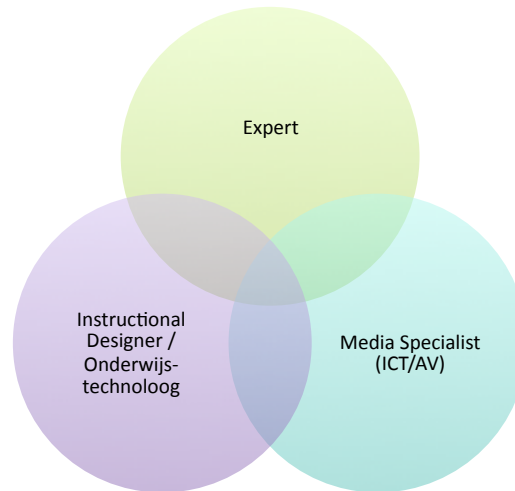 Expert
Instructional
Designer /
Onderwijs-
technoloog
Media Specialist
(ICT/AV)